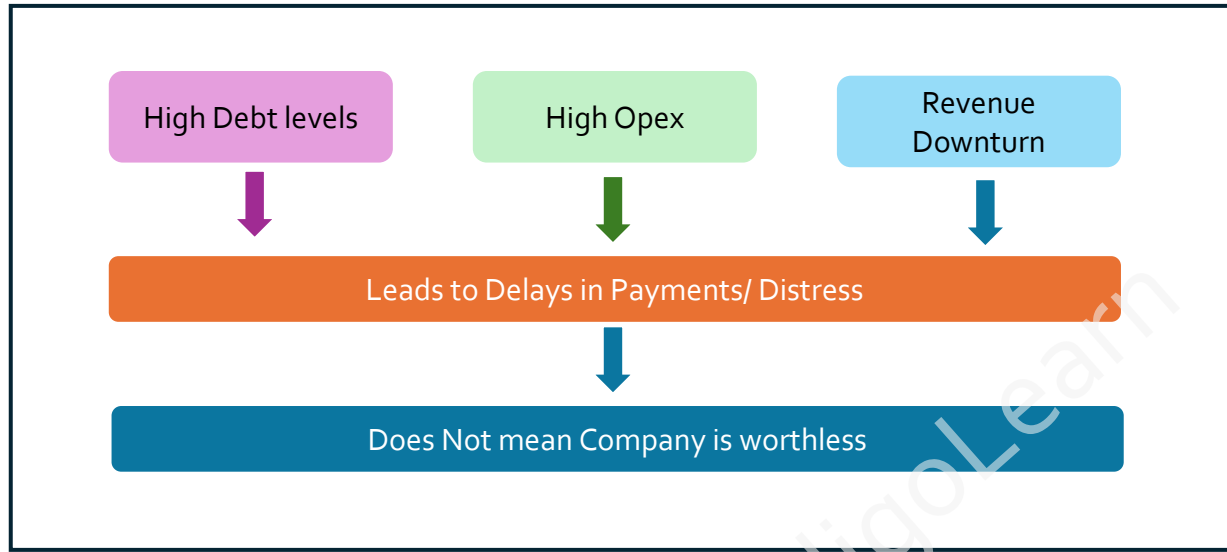 High Debt levels
High Opex
Revenue
Downturn
Leads to Delays in Payments/ Distress
Does Not mean Company is worthless
ligoLearn